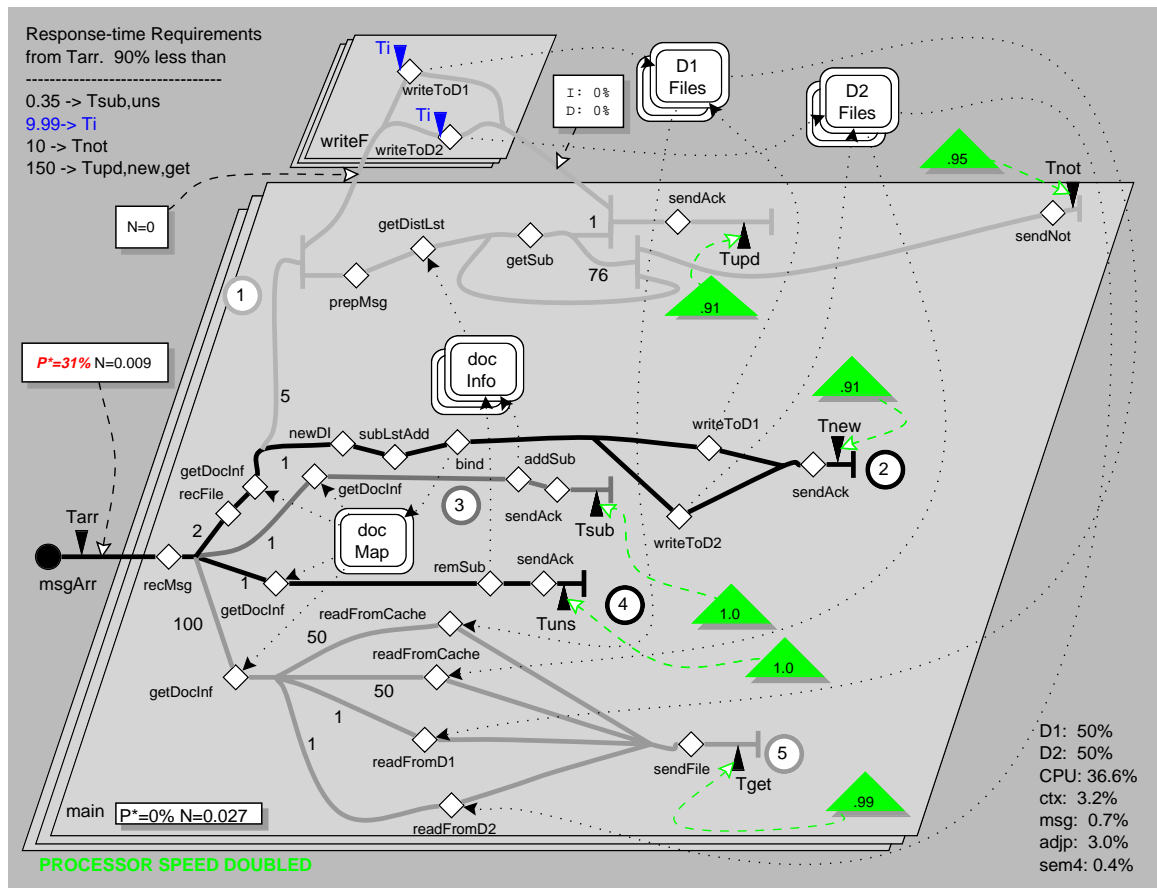 Response-time Requirements
from Tarr.  90% less than
---------------------------------
0.35 -> Tsub,uns
9.99-> Ti
10 -> Tnot
150 -> Tupd,new,get
Ti
writeToD1
Ti
writeToD2
writeF
I: 0%
D: 0%
D1
Files
D2
Files
.95
Tnot
sendNot
N=0
getDistLst
prepMsg
getSub
1
76
sendAck
Tupd
.91
1
P*=31% N=0.009
doc
Info
.91
5
newDI
subLstAdd
bind
writeToD1
Tnew
sendAck
2
writeToD2
getDocInf
recFile
1
getDocInf
addSub
sendAck
3
Tsub
2
1
doc
Map
Tarr
msgArr
recMsg
1
getDocInf
remSub
sendAck
Tuns
4
1.0
1.0
100
getDocInf
readFromCache
50
readFromCache
50
1
readFromD1
1
readFromD2
sendFile
Tget
5
.99
main
P*=0% N=0.027
D1:  50%
D2:  50%
CPU: 36.6%
ctx:  3.2%
msg:  0.7%
adjp:  3.0%
sem4: 0.4%
PROCESSOR SPEED DOUBLED